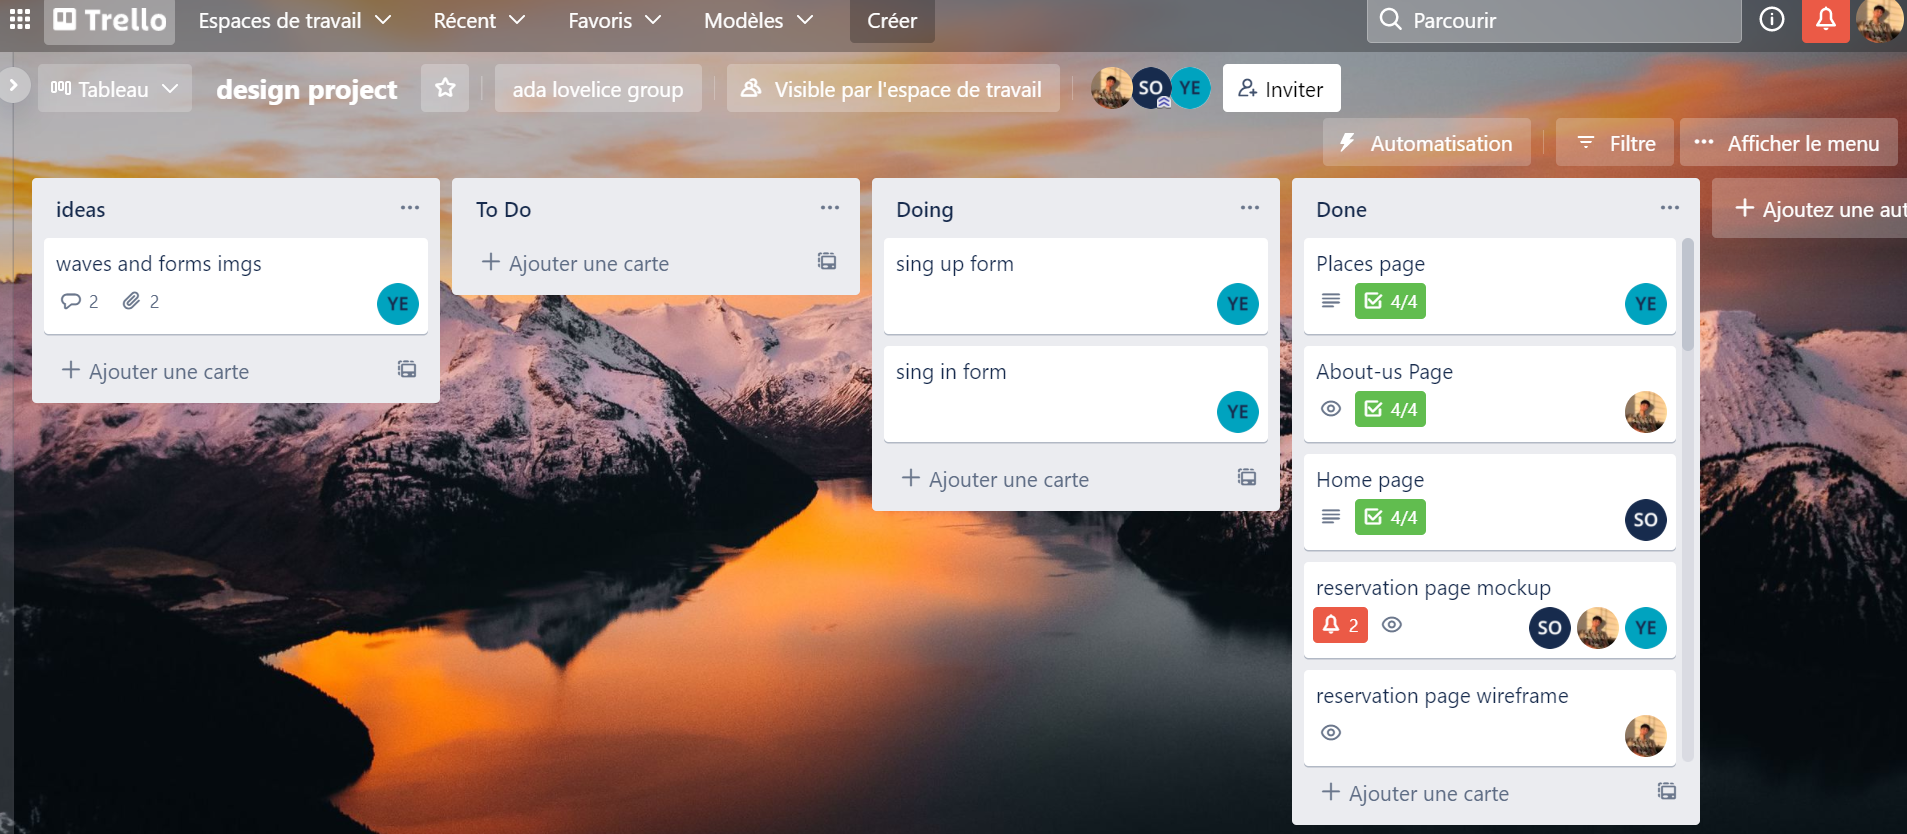 Trello Espaces de travail Récent Favoris Modèles Créer Parcourir
Tableau design project ada lovelice group Visible par l'espace de travail SO YE Inviter
Automatisation Filtre Afficher le menu
ideas
waves and forms imgs
2 2 YE
Ajouter une carte
To Do
Ajouter une carte
Doing
sing up form
YE
sing in form
YE
Ajouter une carte
Done
Places page
4/4 YE
About-us Page
4/4
Home page
4/4 SO
reservation page mockup
2 SO YE
reservation page wireframe
Ajouter une carte
Ajoutez une aut